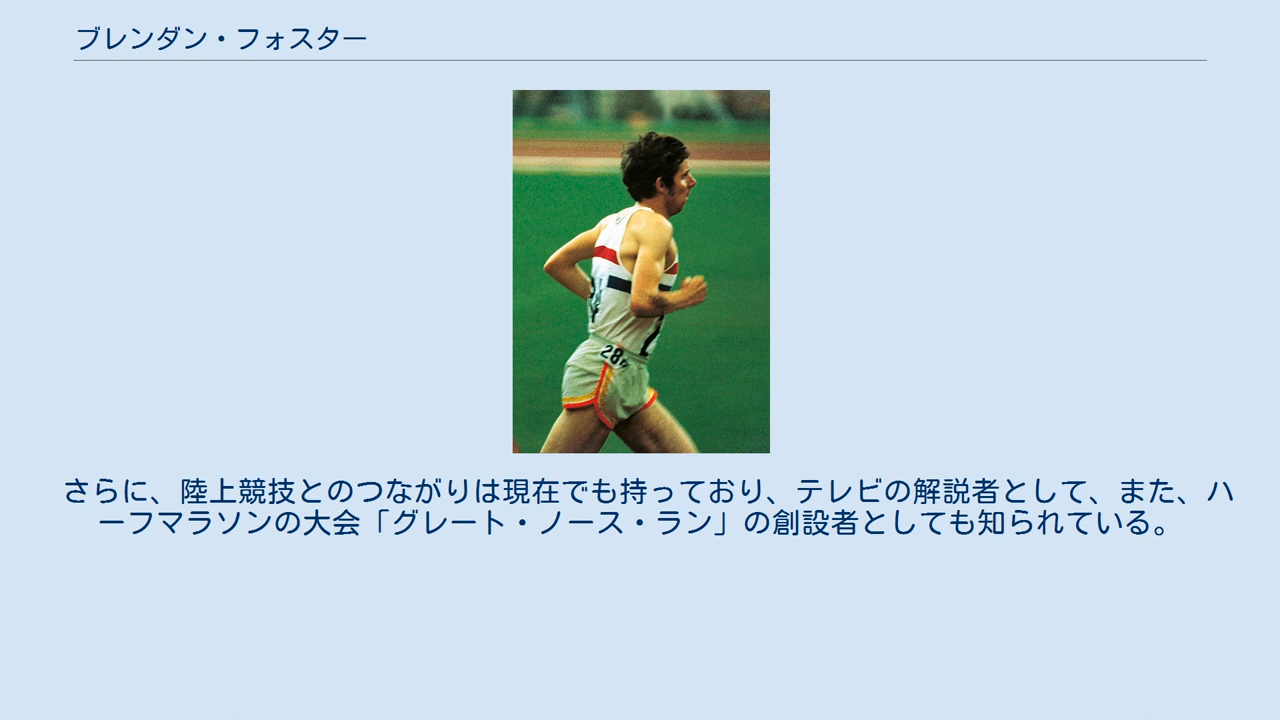 ブレンダン・フォスター
28
さらに、陸上競技とのつながりは現在でも持っており、テレビの解説者として、また、ハ
ーフマラソンの大会「グレート・ノース・ラン」の創設者としても知られている。